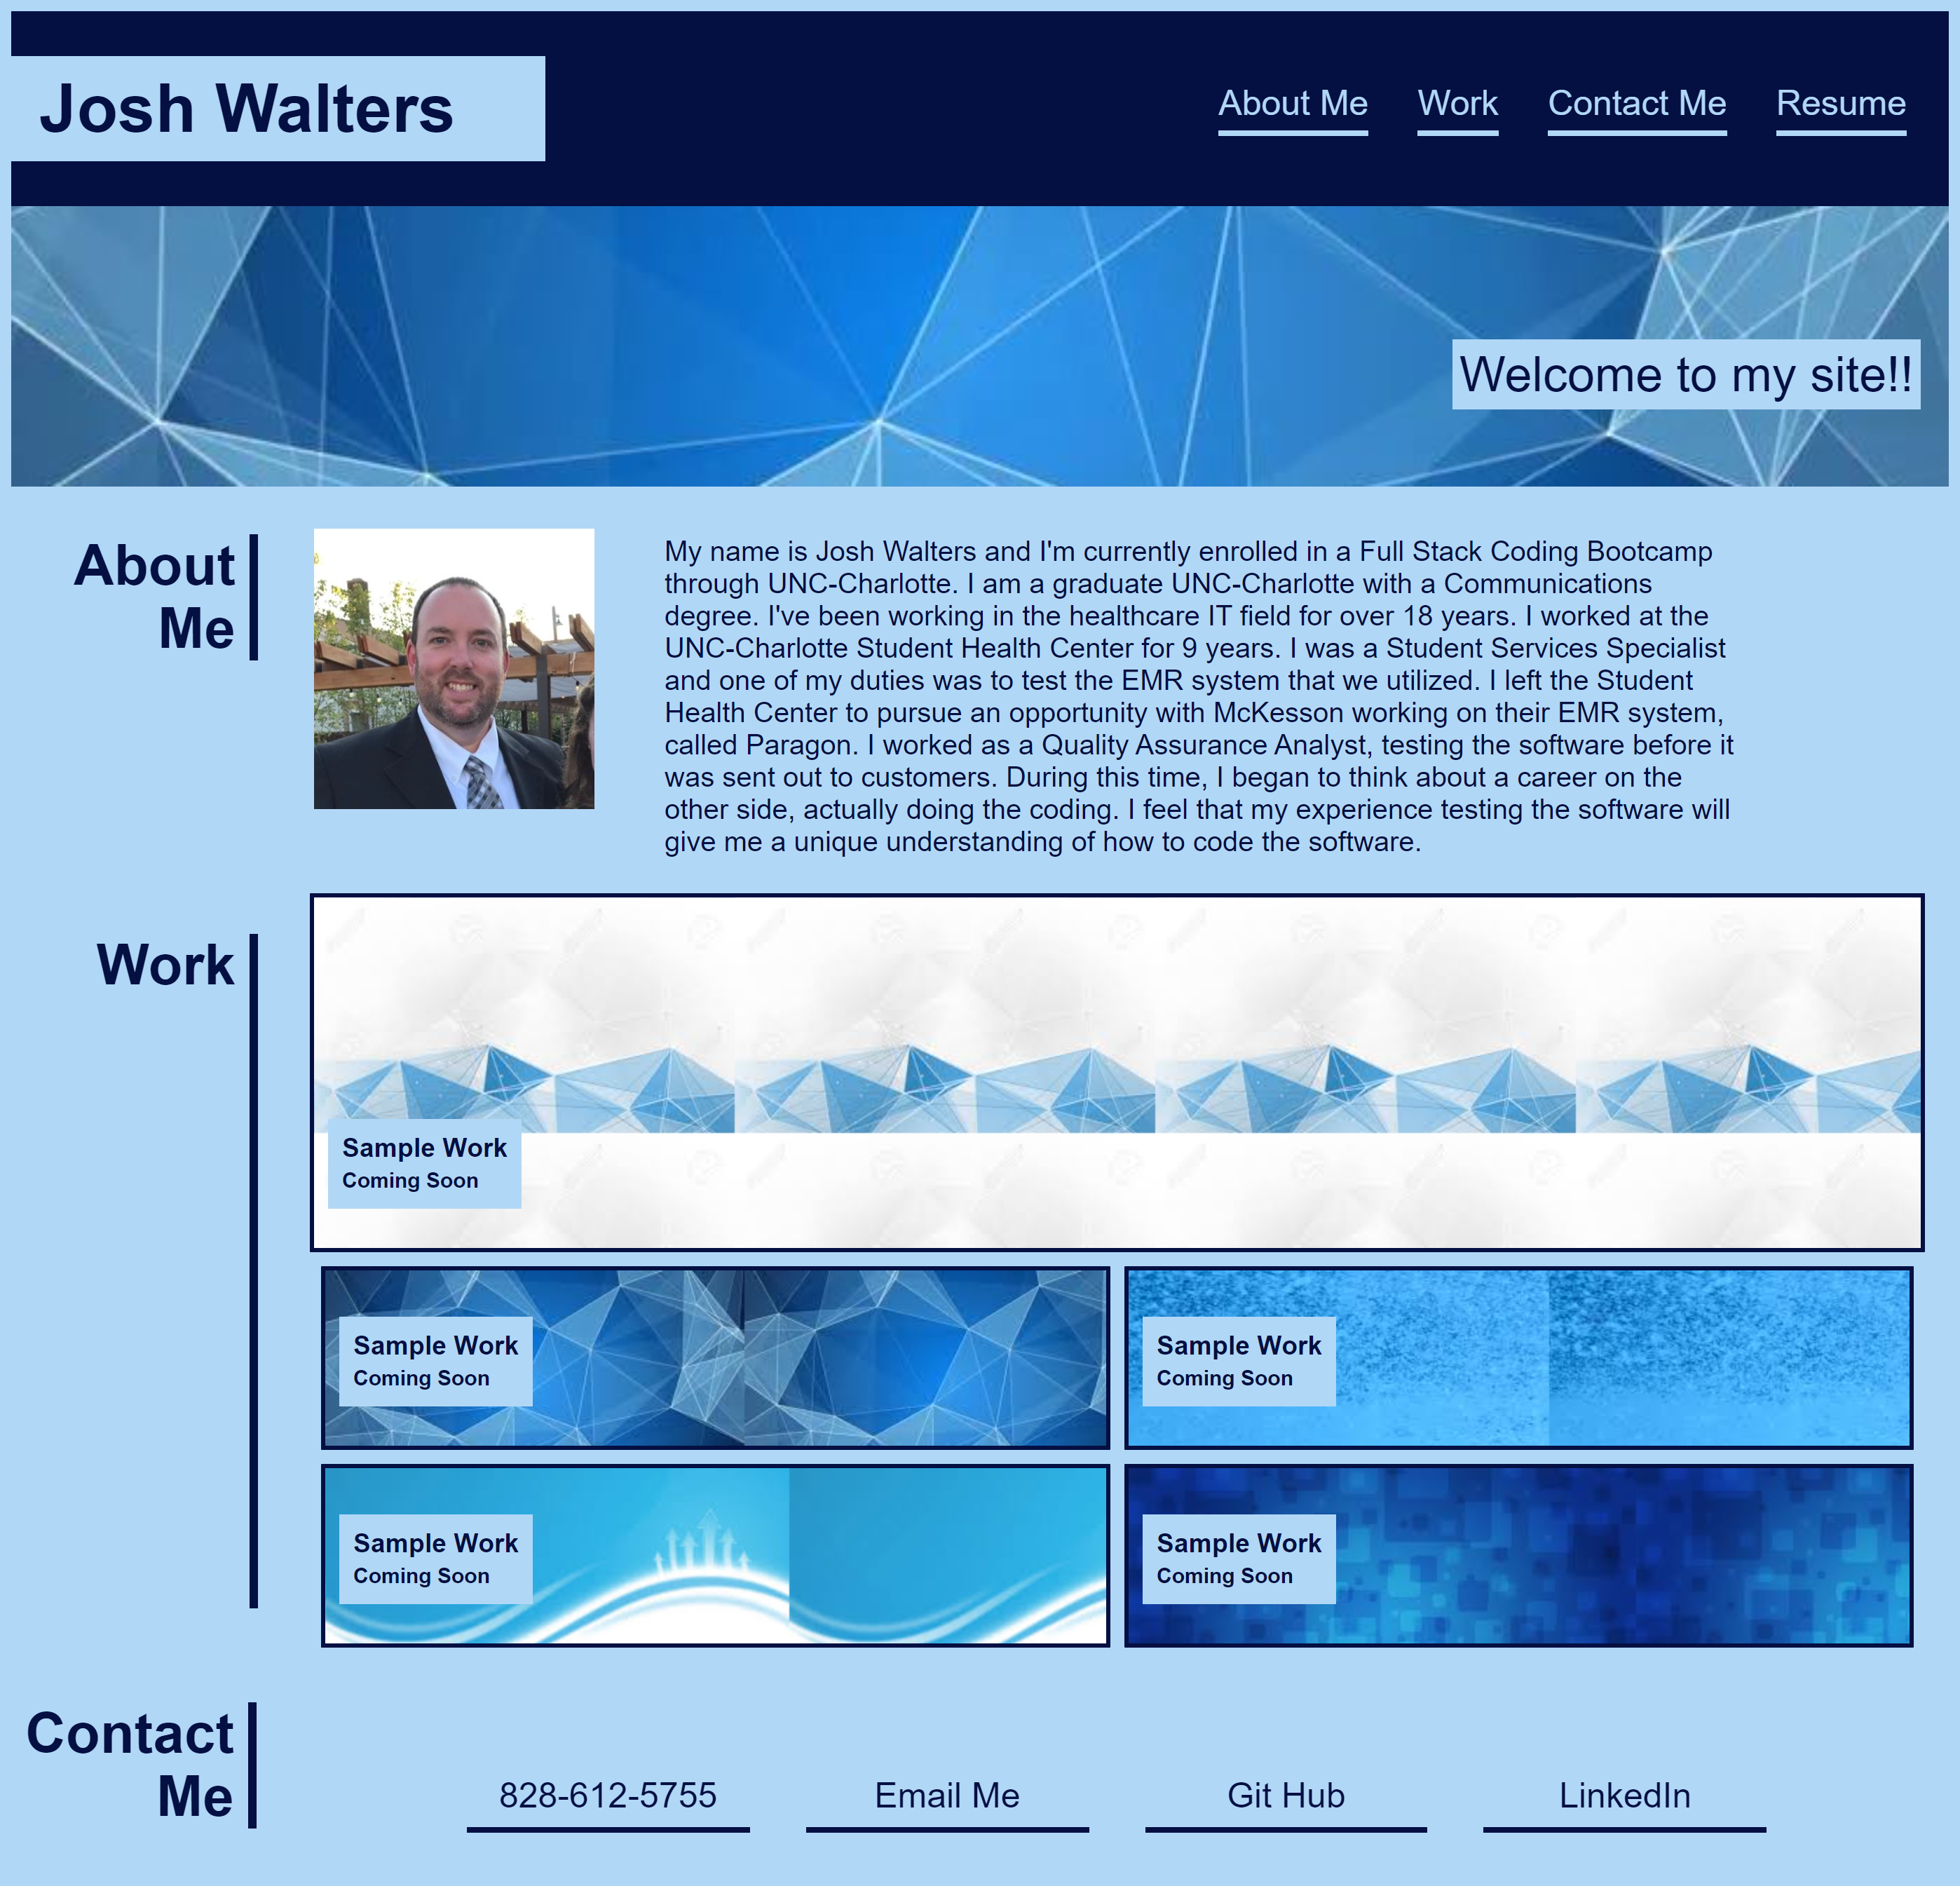 Josh Walters
About Me Work Contact Me Resume
Welcome to my site!!
About
Me
My name is Josh Walters and I'm currently enrolled in a Full Stack Coding Bootcamp
through UNC-Charlotte. I am a graduate UNC-Charlotte with a Communications
degree. I've been working in the healthcare IT field for over 18 years. I worked at the
UNC-Charlotte Student Health Center for 9 years. I was a Student Services Specialist
and one of my duties was to test the EMR system that we utilized. I left the Student
Health Center to pursue an opportunity with McKesson working on their EMR system,
called Paragon. I worked as a Quality Assurance Analyst, testing the software before it
was sent out to customers. During this time, I began to think about a career on the
other side, actually doing the coding. I feel that my experience testing the software will
give me a unique understanding of how to code the software.
Work
Sample Work
Coming Soon
Sample Work
Coming Soon
Sample Work
Coming Soon
Sample Work
Coming Soon
Sample Work
Coming Soon
Contact
Me
828-612-5755 Email Me Git Hub LinkedIn